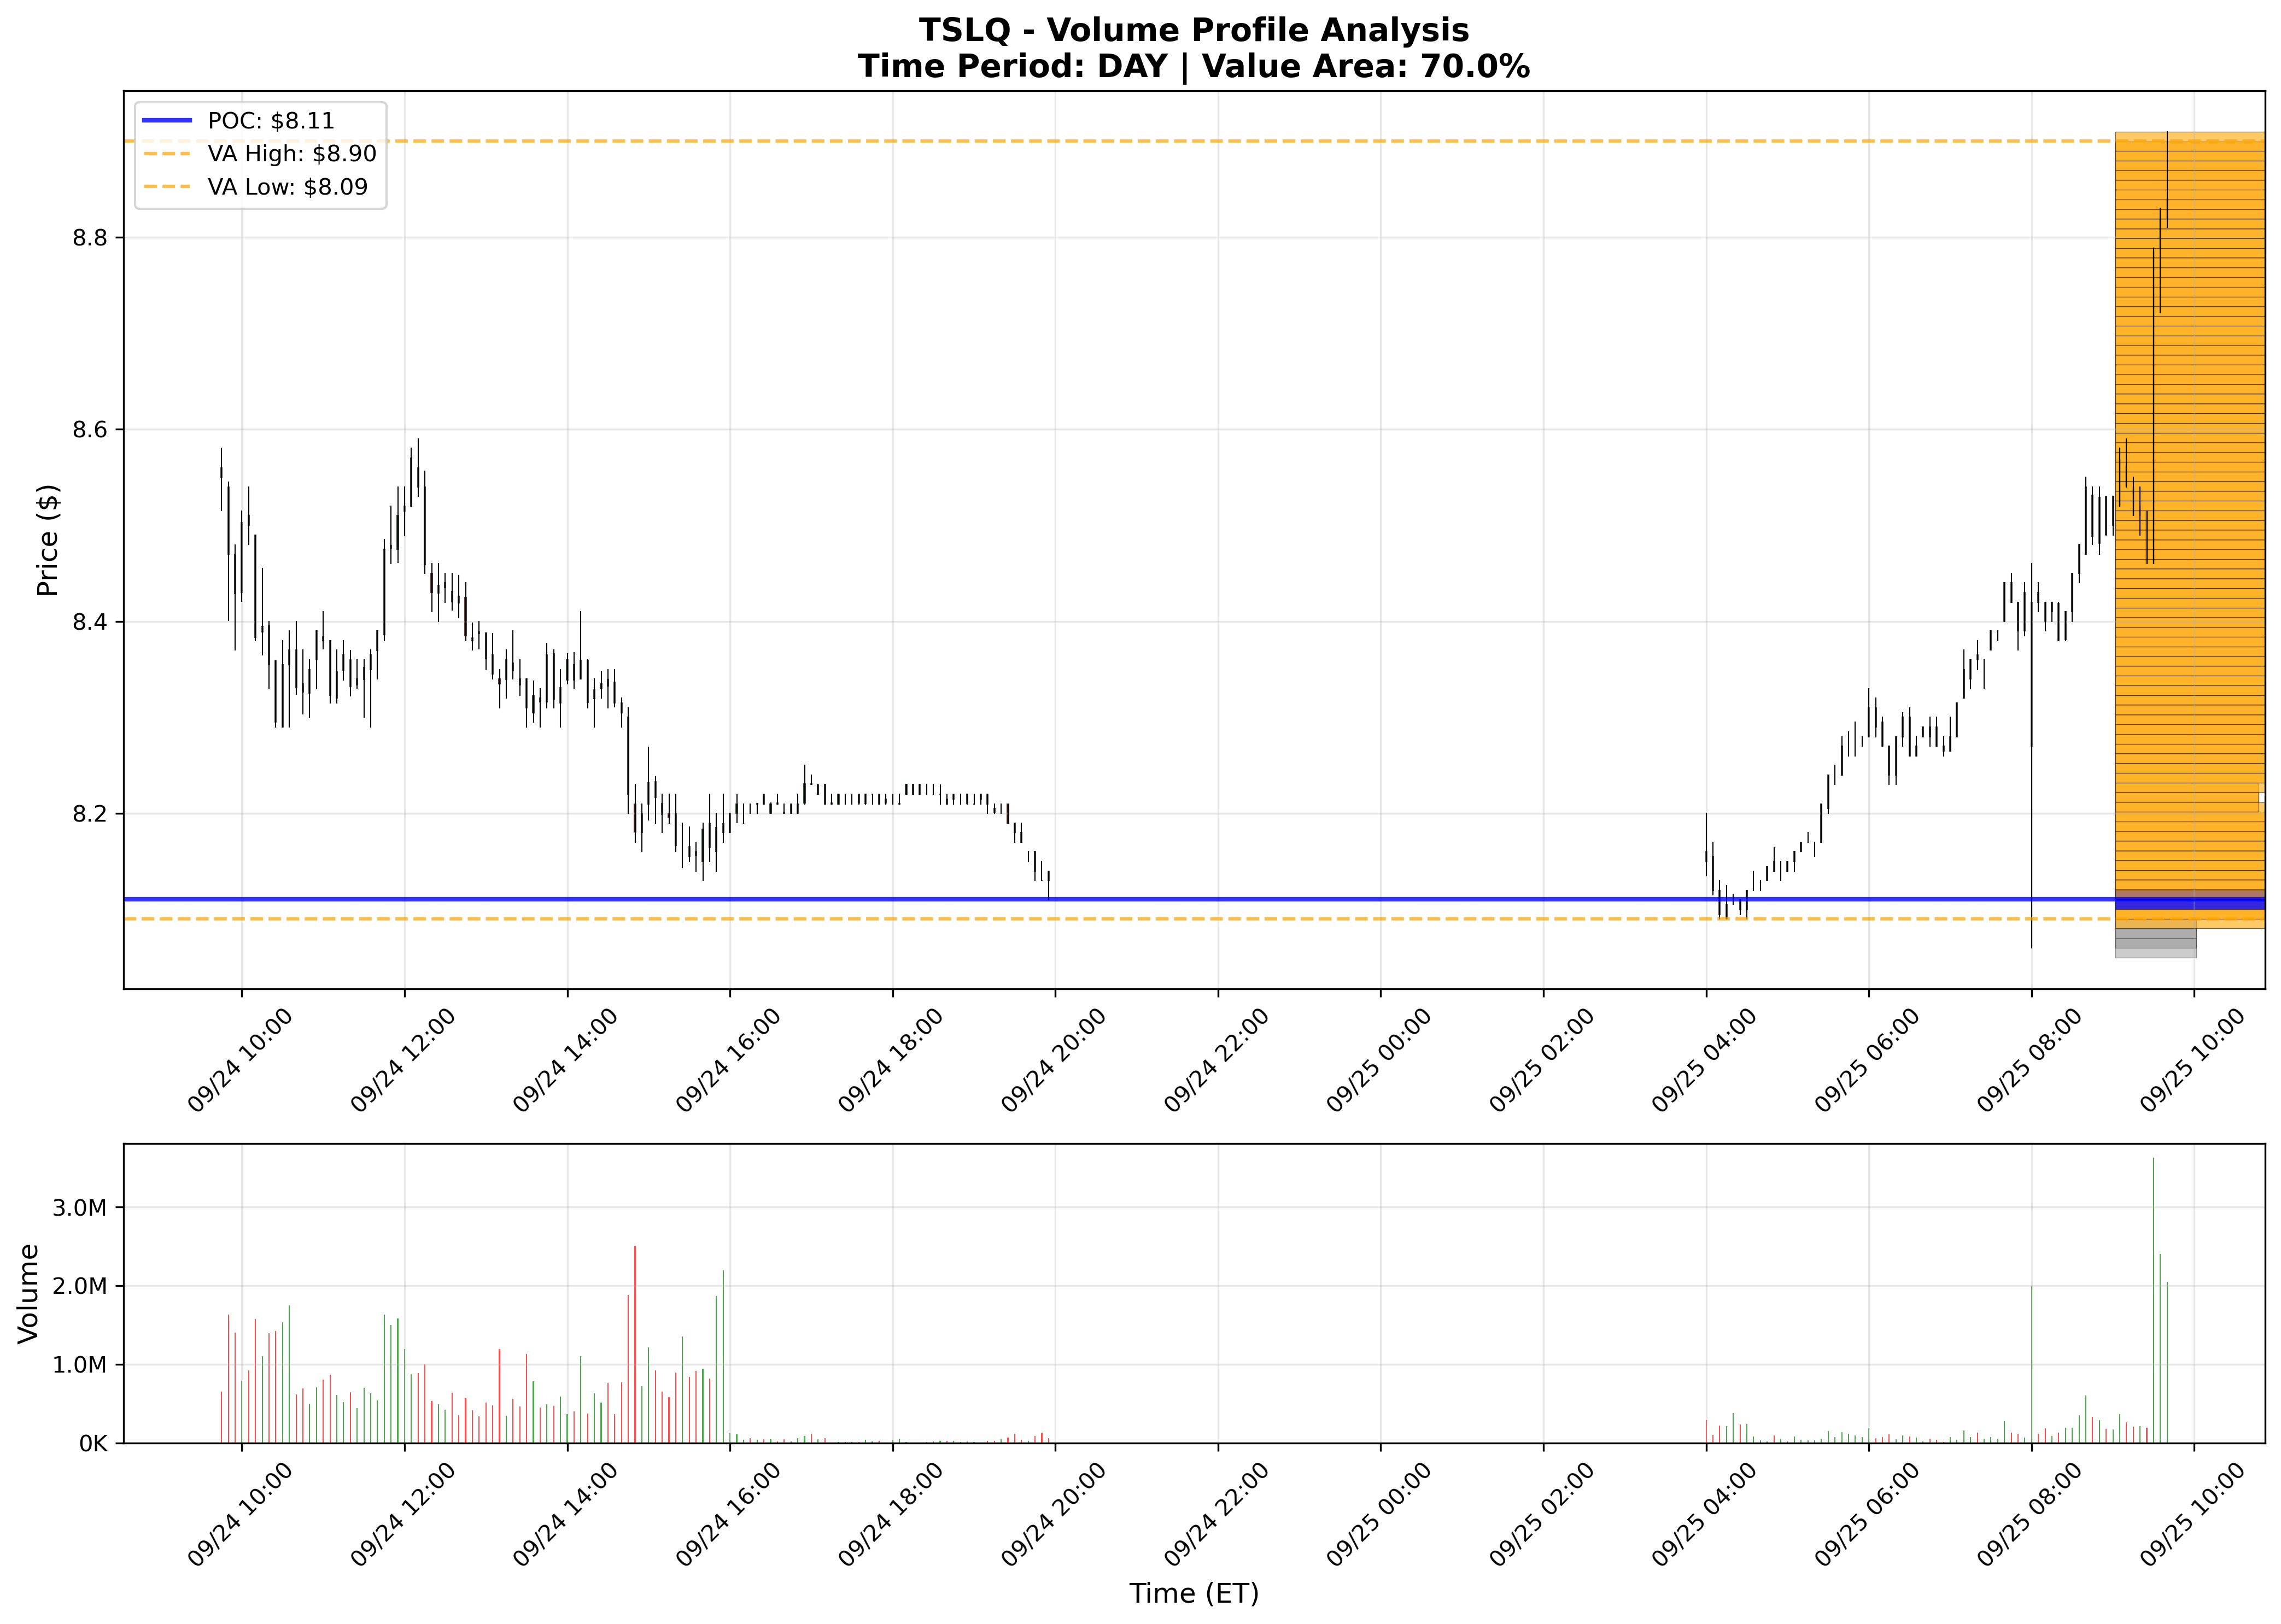 TSLQ - Volume Profile Analysis
Time Period: DAY | Value Area: 70.0%
POC: $8.11
VA High: $8.90
VA Low: $8.09
Price ($)
8.8
8.6
8.4
8.2
09/24 10:00
09/24 12:00
09/24 14:00
09/24 16:00
09/24 18:00
09/24 20:00
09/24 22:00
09/25 00:00
09/25 02:00
09/25 04:00
09/25 06:00
09/25 08:00
09/25 10:00
Volume
3.0M
2.0M
1.0M
0K
09/24 10:00
09/24 12:00
09/24 14:00
09/24 16:00
09/24 18:00
09/24 20:00
09/24 22:00
09/25 00:00
09/25 02:00
09/25 04:00
09/25 06:00
09/25 08:00
09/25 10:00
Time (ET)